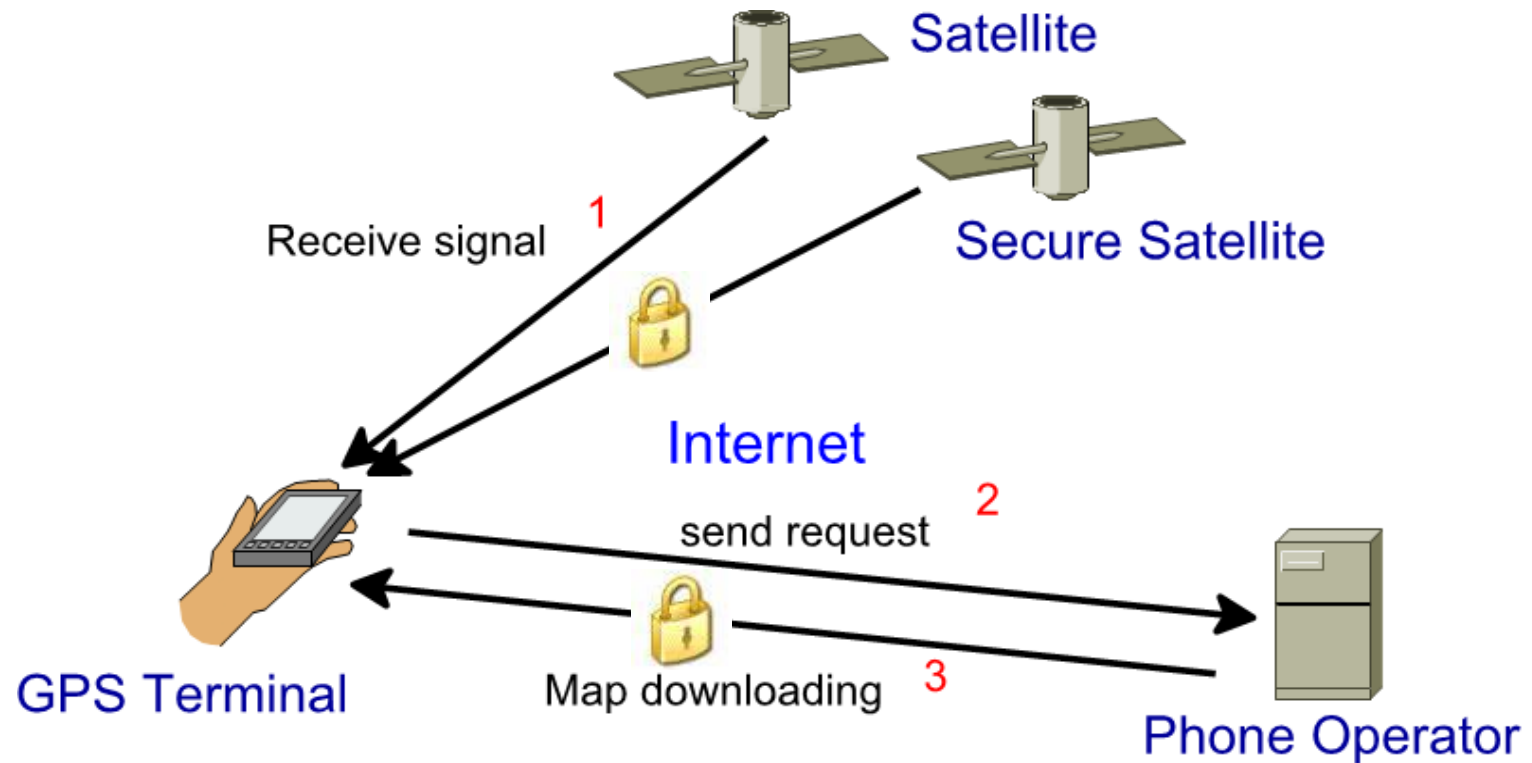 Satellite
1
Receive signal
Secure Satellite
Internet
2
send request
3
Map downloading
GPS Terminal
Phone Operator